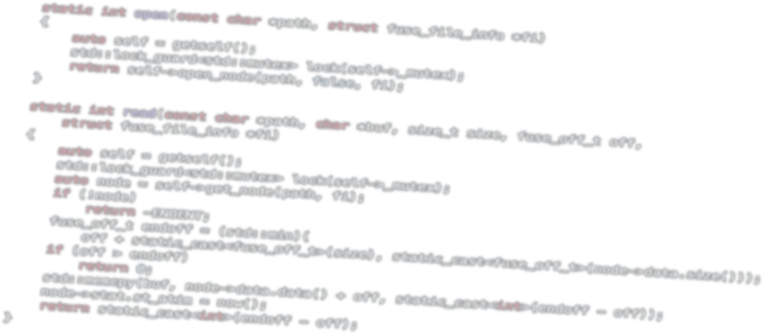 static int open(const char *path, struct fuse_file_info *fi)
{
auto self = getself();
std::lock_guard<std::mutex> lock(self->_mutex);
return self->open_node(path, false, fi);
}
static int read(const char *path, char *buf, size_t size, fuse_off_t off,
struct fuse_file_info *fi)
{
auto self = getself();
std::lock_guard<std::mutex> lock(self->_mutex);
auto node = self->get_node(path, fi);
if (!node)
return -ENOENT;
fuse_off_t endoff = (std::min)(
off + static_cast<fuse_off_t>(size), static_cast<fuse_off_t>(node->data.size()));
if (off > endoff)
return 0;
std::memcpy(buf, node->data.data() + off, static_cast<int>(endoff - off));
node->stat.st_atim = now();
return static_cast<int>(endoff - off);
}